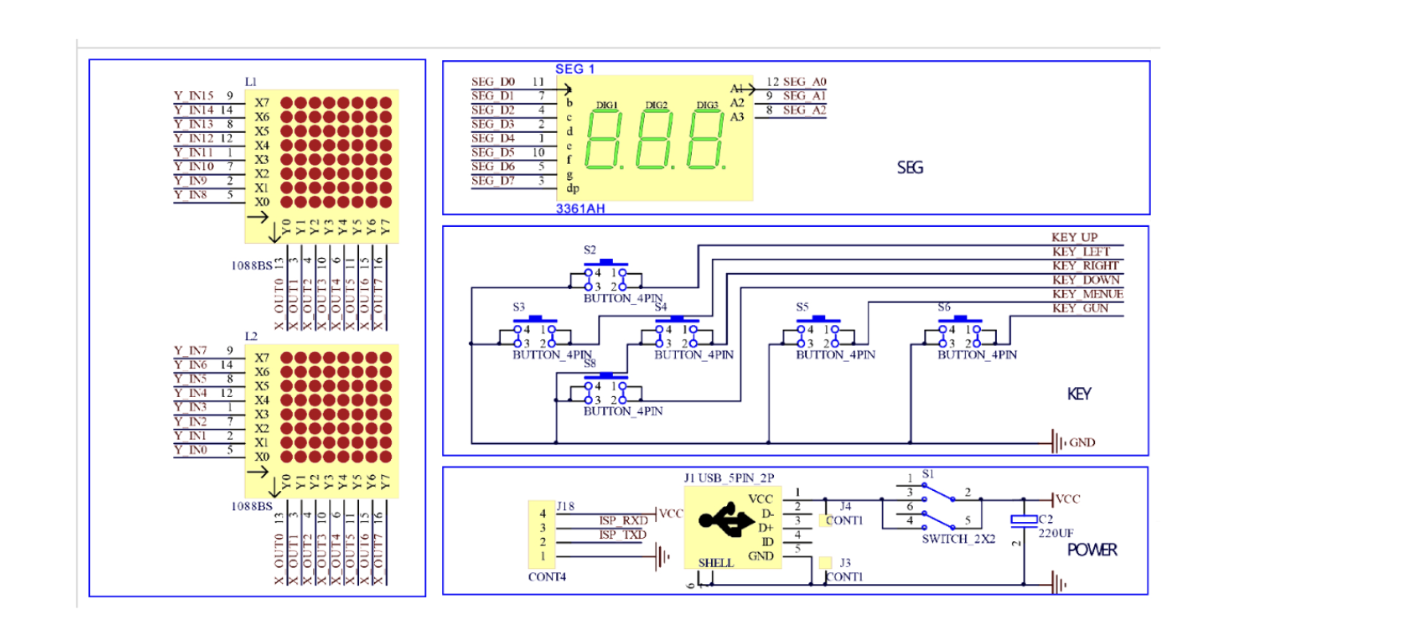 L1
Y_IN15 9 X7
Y_IN14 14 X6
Y_IN13 8 X5
Y_IN12 12 X4
Y_IN11 1 X3
Y_IN10 7 X2
Y_IN9 2 X1
Y_IN8 5 X0
Y0 Y1 Y2 Y3 Y4 Y5 Y6 Y7
1088BS
13 3 4 10 6 11 15 16
X_OUT0 X_OUT1 X_OUT2 X_OUT3 X_OUT4 X_OUT5 X_OUT6 X_OUT7
L2
Y_IN7 9 X7
Y_IN6 14 X6
Y_IN5 8 X5
Y_IN4 12 X4
Y_IN3 1 X3
Y_IN2 7 X2
Y_IN1 2 X1
Y_IN0 5 X0
Y0 Y1 Y2 Y3 Y4 Y5 Y6 Y7
1088BS
13 3 4 10 6 11 15 16
X_OUT0 X_OUT1 X_OUT2 X_OUT3 X_OUT4 X_OUT5 X_OUT6 X_OUT7
SEG 1
SEG_D0 11 A1 12 SEG_A0
SEG_D1 7 b A2 9 SEG_A1
SEG_D2 4 c A3 8 SEG_A2
SEG_D3 2 d
SEG_D4 1 e
SEG_D5 10 f
SEG_D6 5 g
SEG_D7 3 dp
DIG1 DIG2 DIG3
SEG
3361AH
KEY UP
KEY_LEFT
KEY_RIGHT
KEY_DOWN
KEY_MENUE
KEY_GUN
S2
4 1
3 2
BUTTON_4PIN
S3 S4 S5 S6
4 1 4 1 4 1 4 1
3 2 3 2 3 2 3 2
BUTTON_4PIN BUTTON_4PIN BUTTON_4PIN BUTTON_4PIN
S8
4 1
3 2
BUTTON_4PIN
KEY
GND
J18
4 VCC
3 ISP_RXD
2 ISP_TXD
1
CONT4
J1 USB_5PIN_2P
VCC 1
D- 2
D+ 3
ID 4
GND 5
SHELL
6 7
J4
CONT1
J3
CONT1
S1
1
3 2
6
4 5
SWITCH_2X2
VCC
C2
220UF
2
POWER